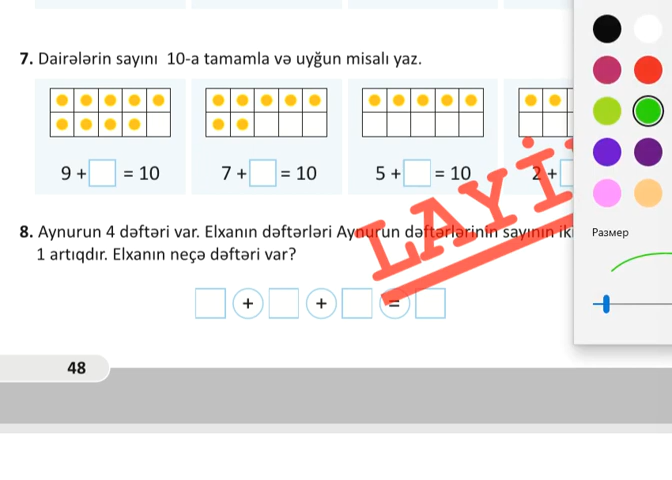 7. Dairələrin sayını 10-a tamamla və uyğun misalı yaz.
9 + = 10
7 + = 10
5 + = 10
2 +
8. Aynurun 4 dəftəri var. Elxanın dəftərləri Aynurun dəftərlərinin sayının
1 artıqdır. Elxanın neçə dəftəri var?
+ + =
LAYİ
Размер
48